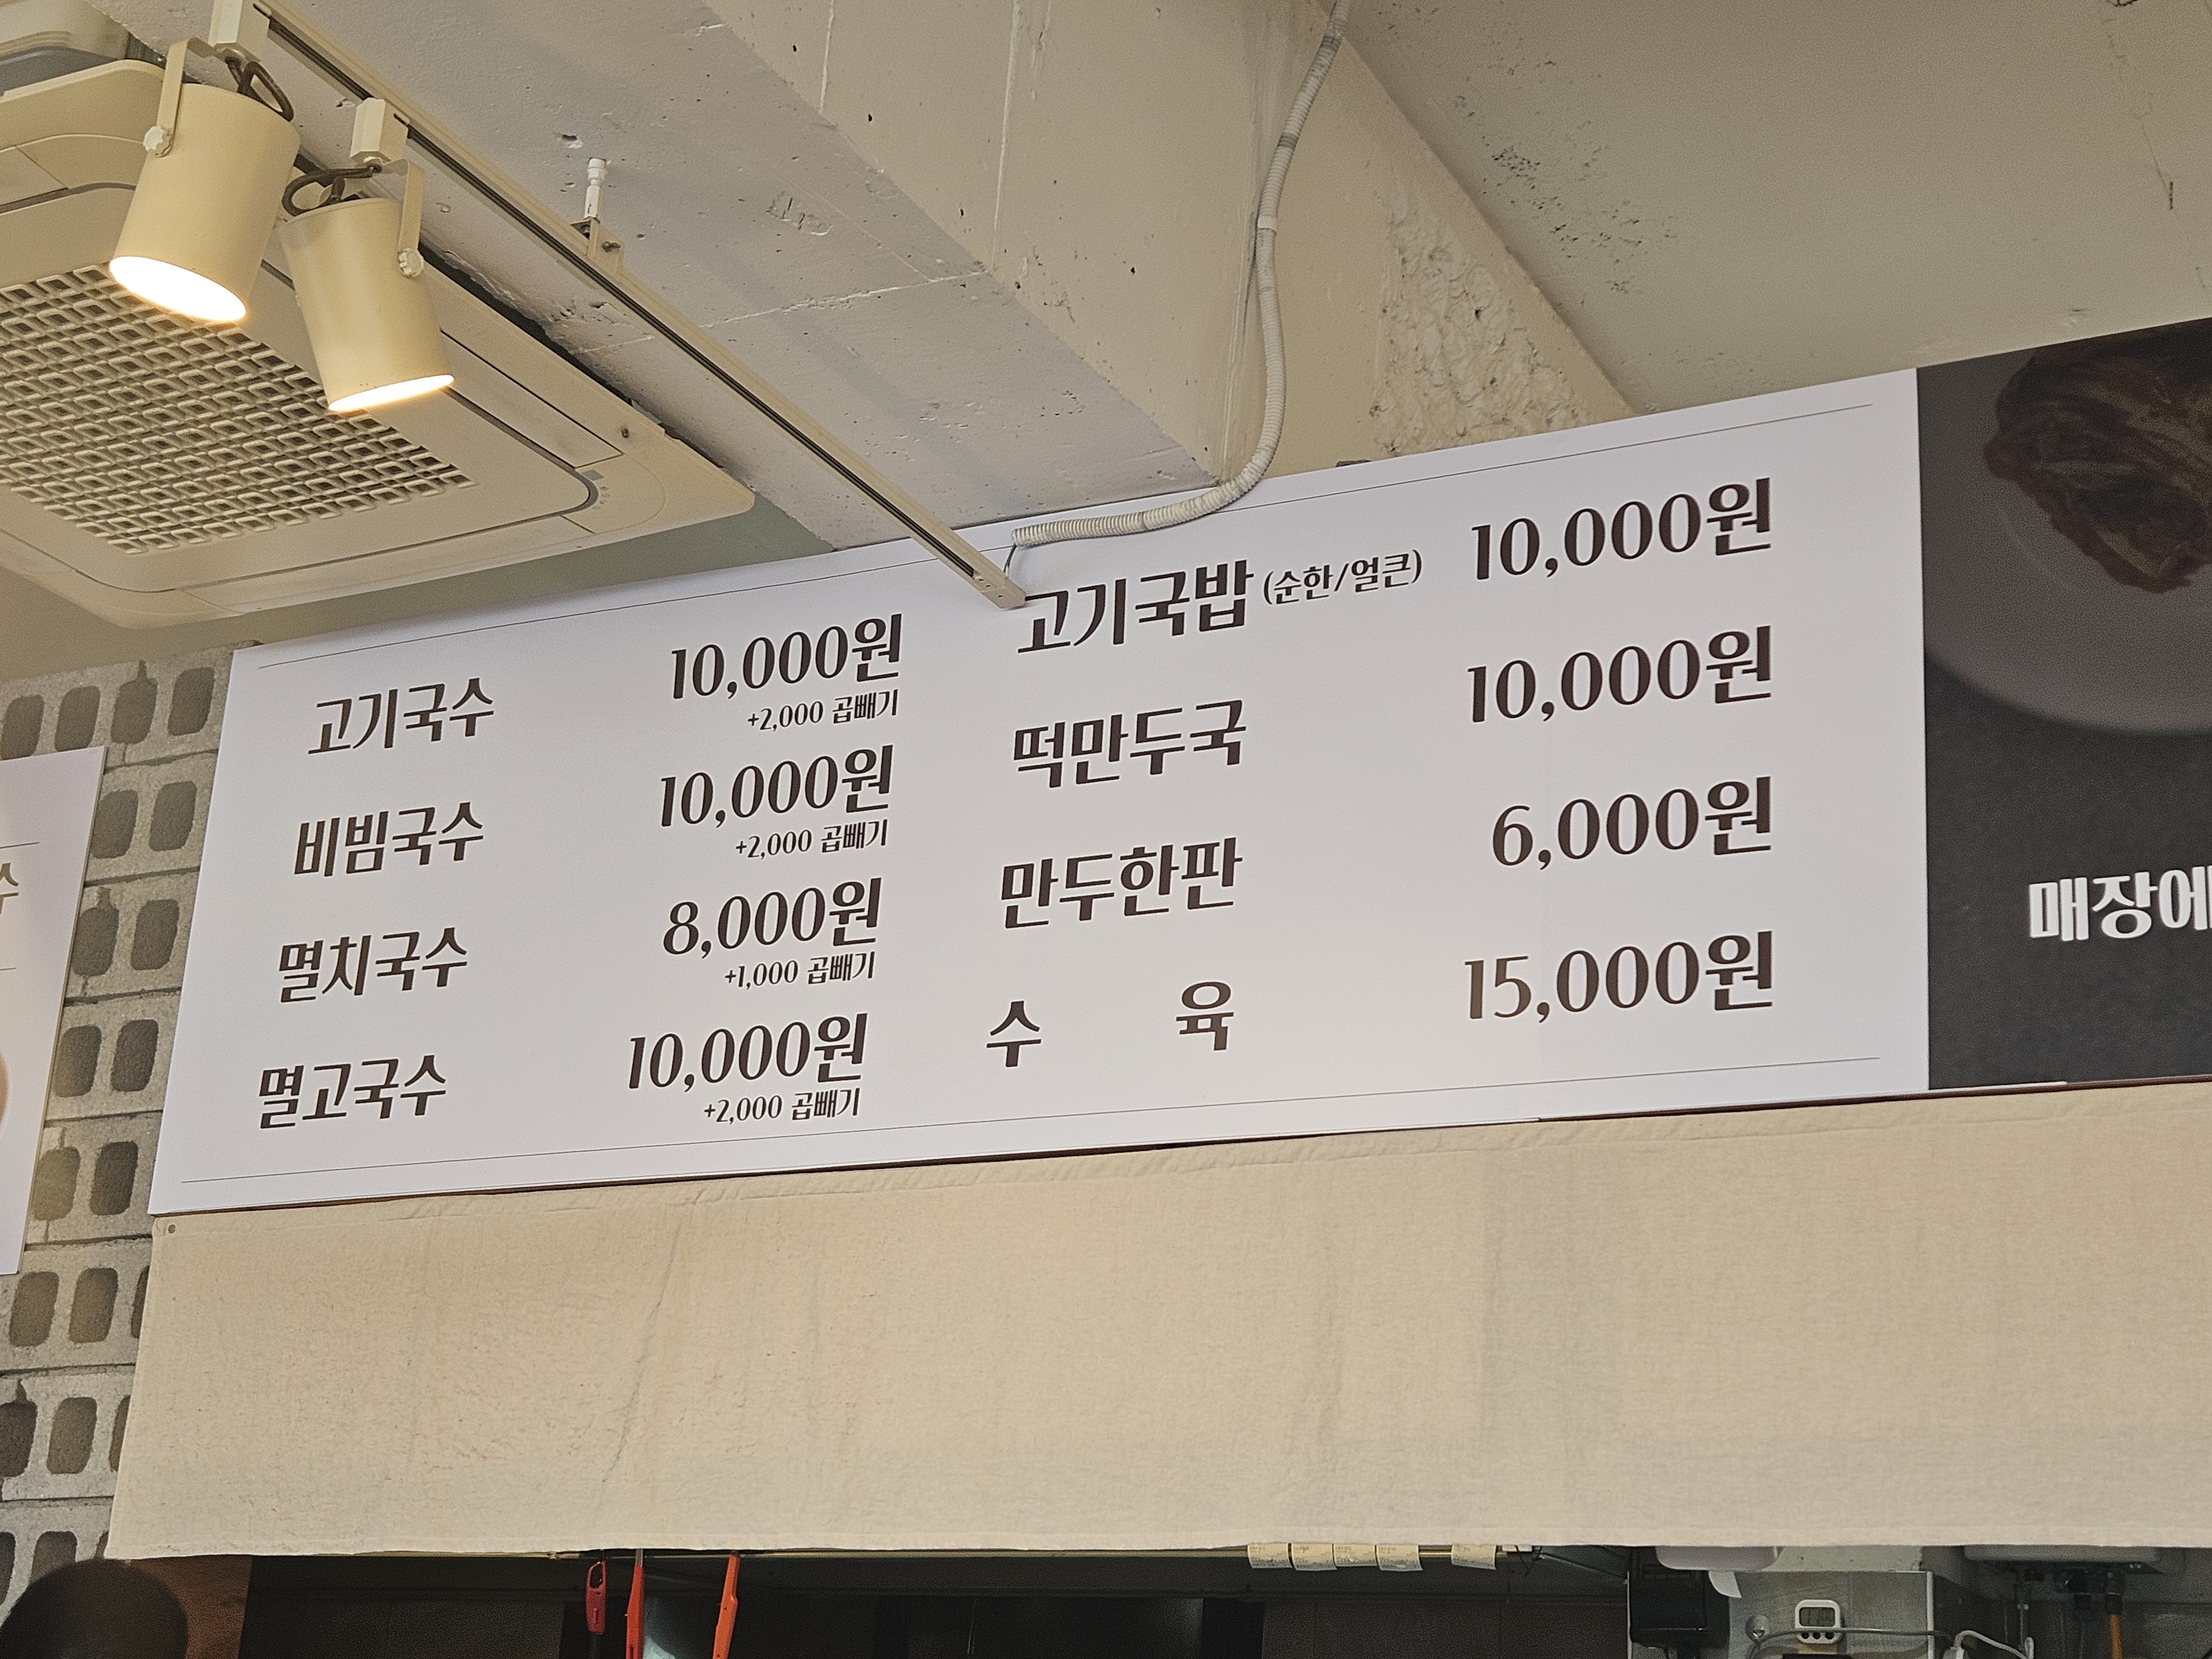 고기국수 10,000원
+2,000 곱빼기
비빔국수 10,000원
+2,000 곱빼기
멸치국수 8,000원
+1,000 곱빼기
멸고국수 10,000원
+2,000 곱빼기
고기국밥 (순한/얼큰) 10,000원
떡만두국 10,000원
만두한판 6,000원
수 육 15,000원
매장에
수